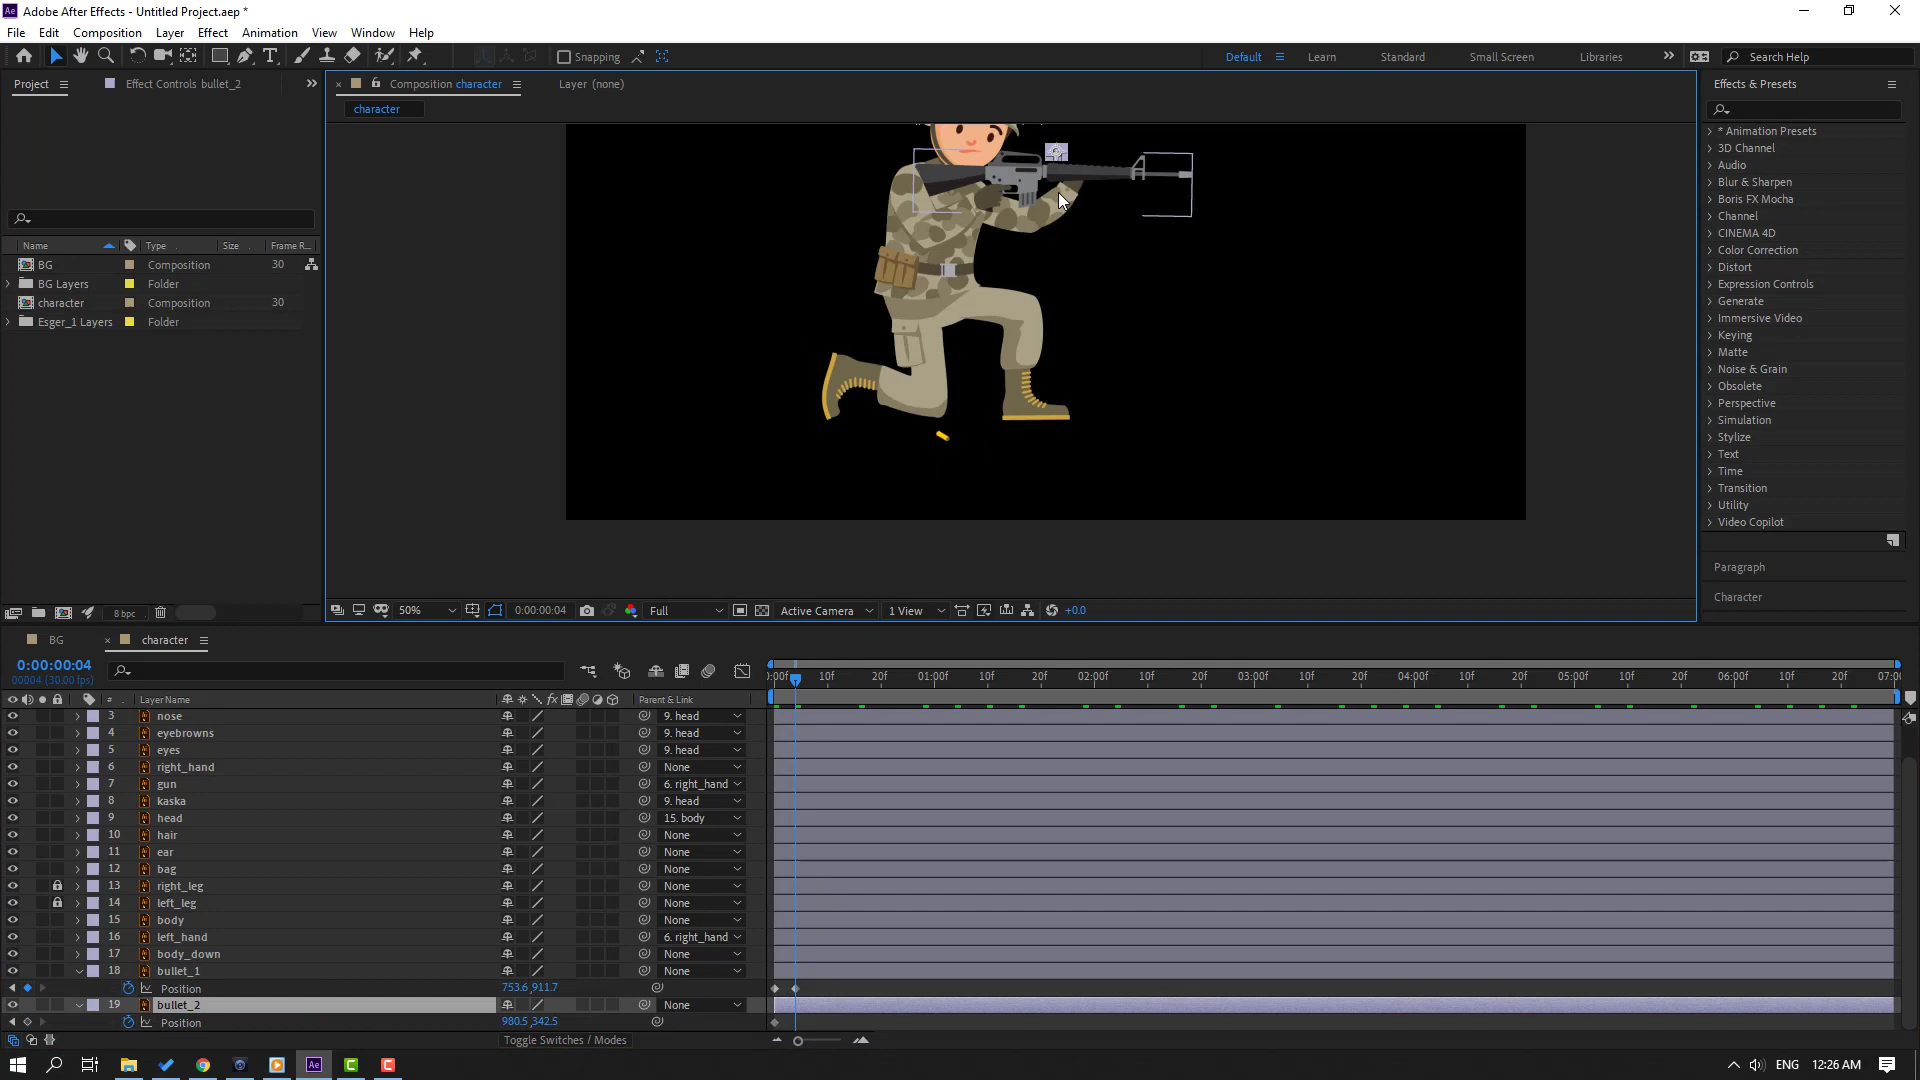 Adobe After Effects - Untitled Project.aep *
File Edit Composition Layer Effect Animation View Window Help
Snapping
Default Learn Standard Small Screen Libraries Search Help
Project Effect Controls bullet_2
Composition character Layer (none)
character
Effects & Presets
Name Type Size Frame R...
BG Composition 30
BG Layers Folder
character Composition 30
Esger_1 Layers Folder
* Animation Presets
3D Channel
Audio
Blur & Sharpen
Boris FX Mocha
Channel
CINEMA 4D
Color Correction
Distort
Expression Controls
Generate
Immersive Video
Keying
Matte
Noise & Grain
Obsolete
Perspective
Simulation
Stylize
Text
Time
Transition
Utility
Video Copilot
Paragraph
Character
8 bpc
50% 0:00:00:04 Full Active Camera 1 View +0.0
BG character
0:00:00:04
00004 (30.00 fps)
:00f 10f 20f 01:00f 10f 20f 02:00f 10f 20f 03:00f 10f 20f 04:00f 10f 20f 05:00f 10f 20f 06:00f 10f 20f 07:00
# Layer Name Parent & Link
3 nose 9. head
4 eyebrowns 9. head
5 eyes 9. head
6 right_hand None
7 gun 6. right_hand
8 kaska 9. head
9 head 15. body
10 hair None
11 ear None
12 bag None
13 right_leg None
14 left_leg None
15 body None
16 left_hand 6. right_hand
17 body_down None
18 bullet_1 None
Position 753.6,911.7
19 bullet_2 None
Position 980.5,342.5
Toggle Switches / Modes
ENG 12:26 AM